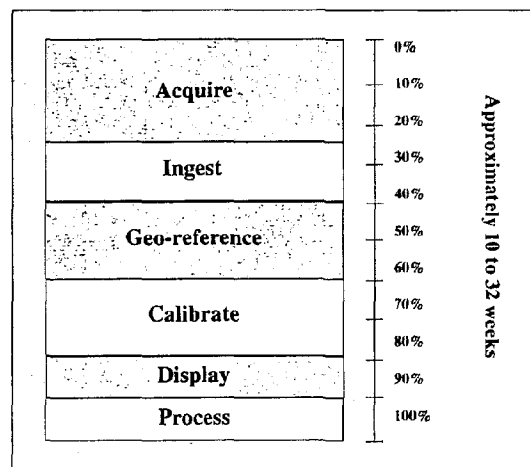 Acquire
Ingest
Geo-reference
Calibrate
Display
Process
0%
10%
20%
30%
40%
50%
60%
70%
80%
90%
100%
Approximately 10 to 32 weeks